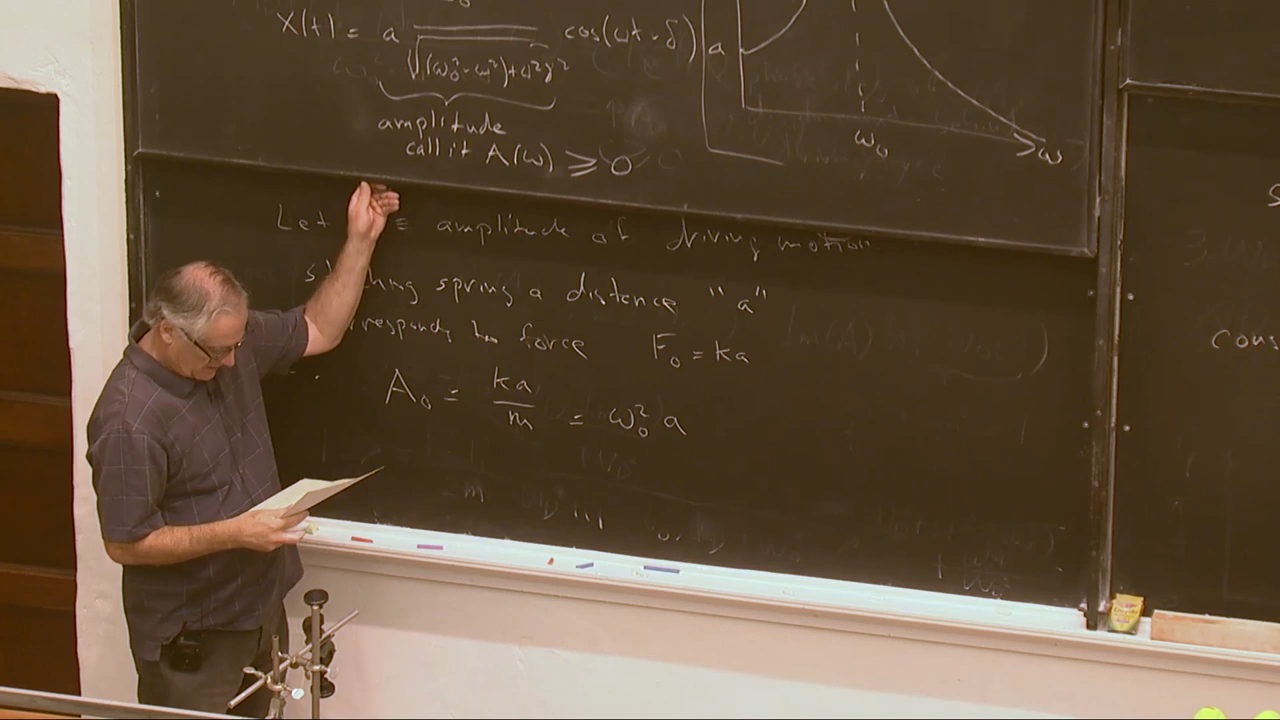 X(t) = a / √(ω₀² - ω²) + ω²γ² cos(ωt - δ)
a
amplitude
call it A(ω) ≥ 0
ω₀
ω
Let ≡ amplitude of driving motion
spring a distance "a"
force F₀ = ka
A₀ = ka/m = ω₀² a
cons